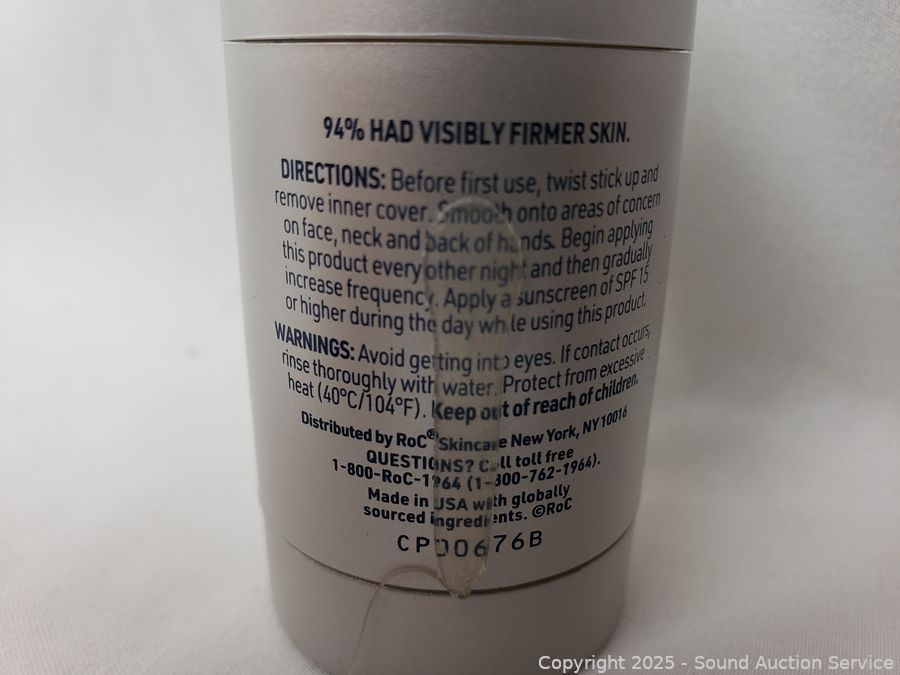 94% HAD VISIBLY FIRMER SKIN.
DIRECTIONS: Before first use, twist stick up and
remove inner cover. Smooth onto areas of concern
on face, neck and back of hands. Begin applying
this product every other night and then gradually
increase frequency. Apply a sunscreen of SPF 15
or higher during the day while using this product.
WARNINGS: Avoid getting into eyes. If contact occurs,
rinse thoroughly with water. Protect from excessive
heat (40°C/104°F). Keep out of reach of children.
Distributed by RoC® Skincare New York, NY 10016
QUESTIONS? Call toll free
1-800-RoC-1964 (1-800-762-1964).
Made in USA with globally
sourced ingredients. ©RoC
CP00676B
Copyright 2025 - Sound Auction Service